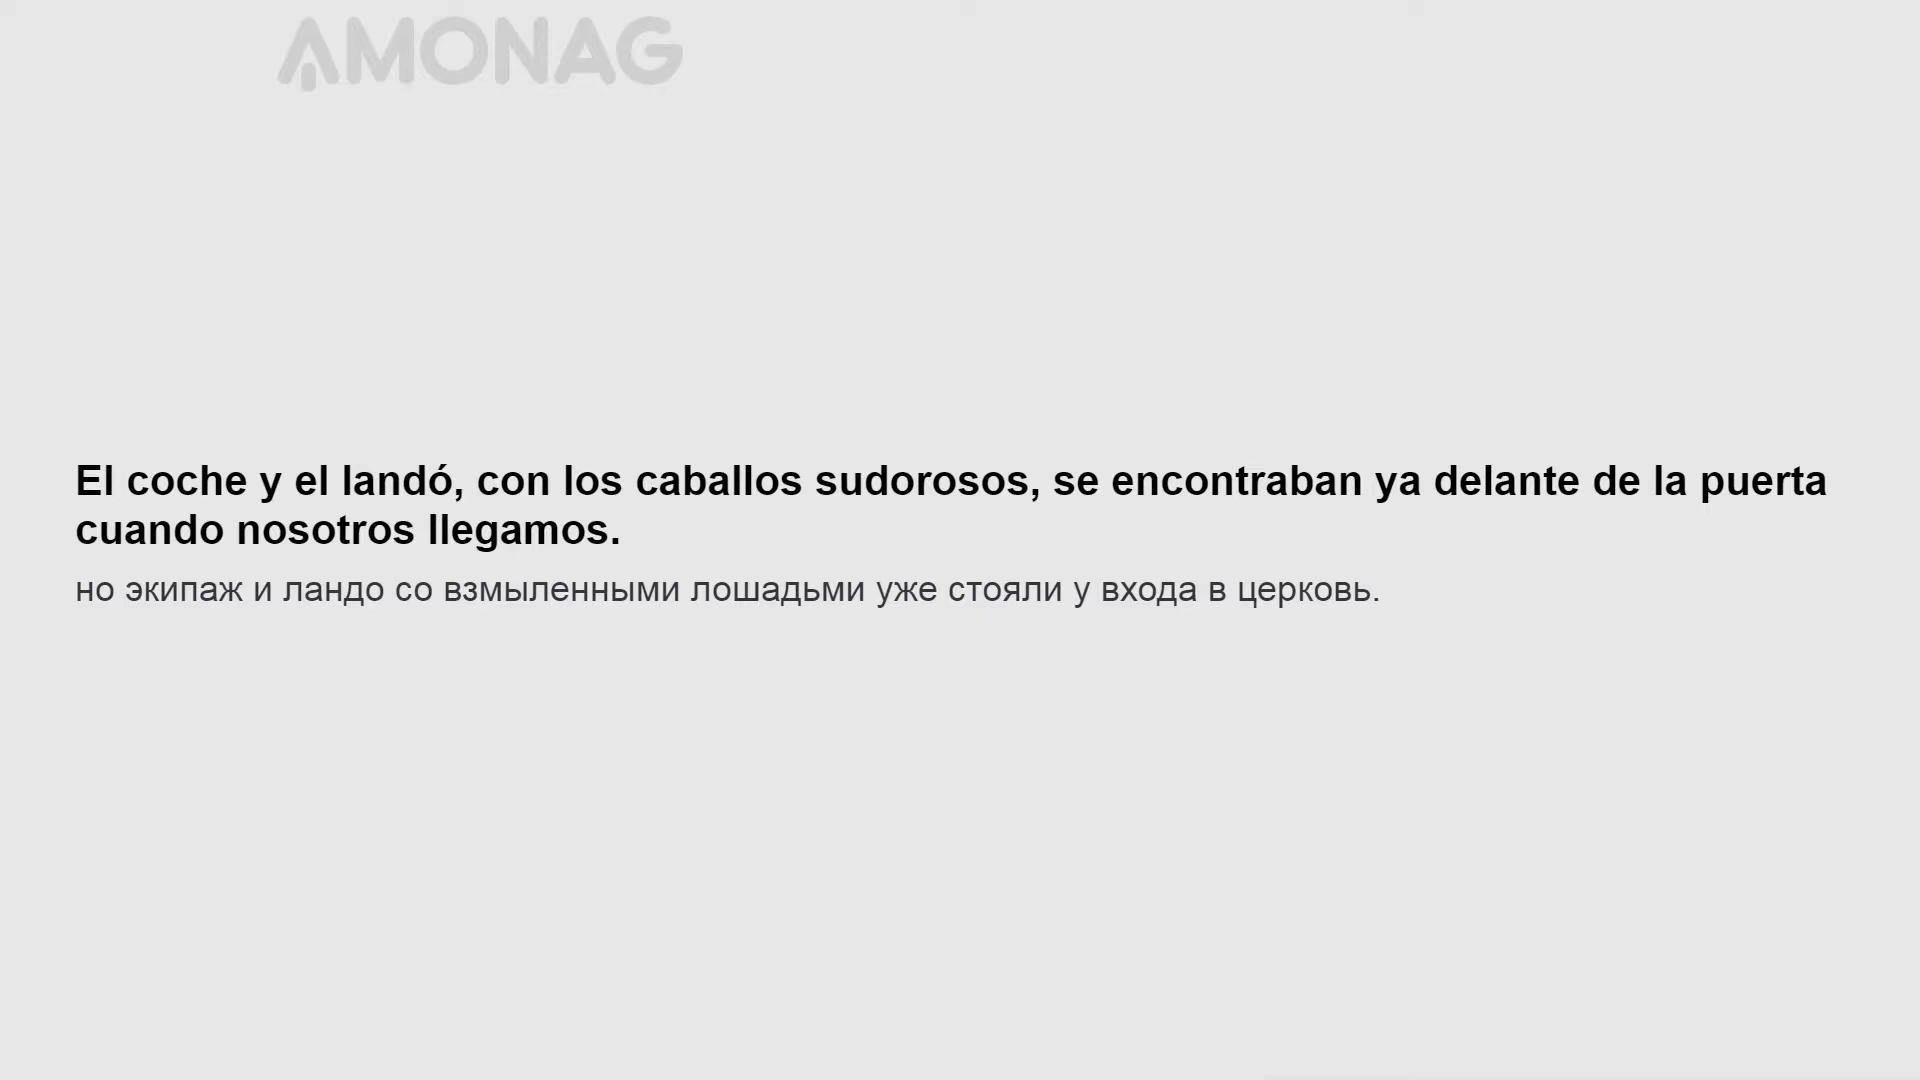 AMONAG
El coche y el landó, con los caballos sudorosos, se encontraban ya delante de la puerta
cuando nosotros llegamos.
но экипаж и ландо со взмыленными лошадьми уже стояли у входа в церковь.